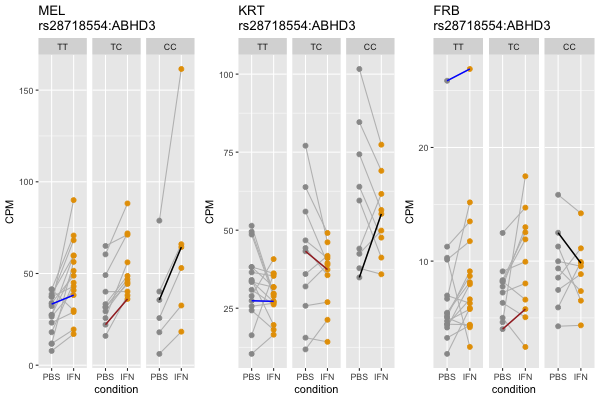 MEL
rs28718554:ABHD3
TT TC CC
CPM
150
100
50
0
PBS IFN PBS IFN PBS IFN
condition
KRT
rs28718554:ABHD3
TT TC CC
CPM
100
75
50
25
PBS IFN PBS IFN PBS IFN
condition
FRB
rs28718554:ABHD3
TT TC CC
CPM
20
10
PBS IFN PBS IFN PBS IFN
condition